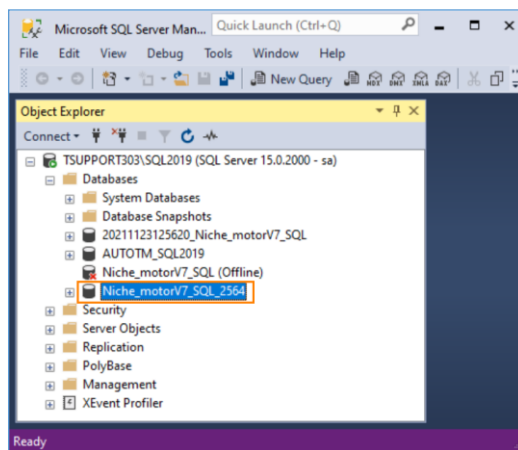 Microsoft SQL Server Man...
Quick Launch (Ctrl+Q)
File Edit View Debug Tools Window Help
New Query
Object Explorer
Connect
TSUPPORT303\SQL2019 (SQL Server 15.0.2000 - sa)
Databases
System Databases
Database Snapshots
20211123125620_Niche_motorV7_SQL
AUTOTM_SQL2019
Niche_motorV7_SQL (Offline)
Niche_motorV7_SQL_2564
Security
Server Objects
Replication
PolyBase
Management
XEvent Profiler
Ready